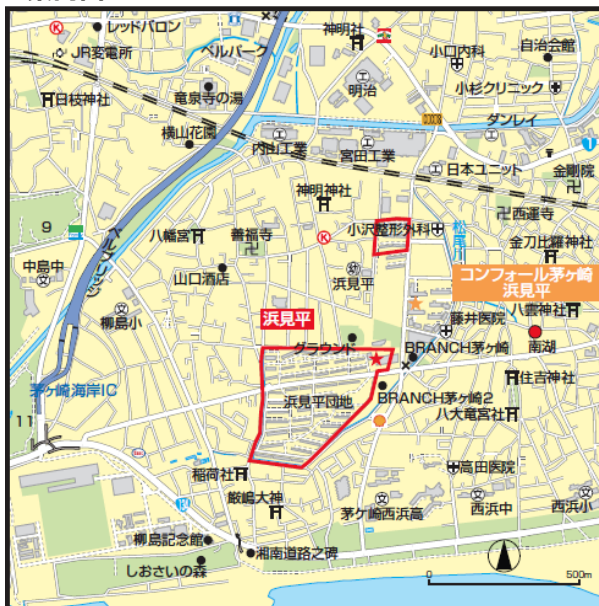 レッドバロン
神明社
小口内科
自治会館
JR変電所
ベルパーク
明治
小杉クリニック
日枝神社
竜泉寺の湯
ダンレイ
1
横山花園
内山工業
宮田工業
日本ユニット
金剛院
神明神社
西運寺
9
ベルブリッジ
八幡宮
善福寺
小沢整形外科
松尾川
金刀比羅神社
中島中
山口酒店
浜見平
コンフォール茅ヶ崎
浜見平
柳島小
浜見平
藤井医院
八雲神社
グラウンド
BRANCH茅ヶ崎
南湖
茅ヶ崎海岸IC
浜見平団地
BRANCH茅ヶ崎2
住吉神社
11
八大竜宮社
稲荷社
高田医院
134
厳嶋大神
茅ケ崎西浜高
西浜中
西浜小
柳島記念館
湘南道路之碑
しおさいの森
0
500m